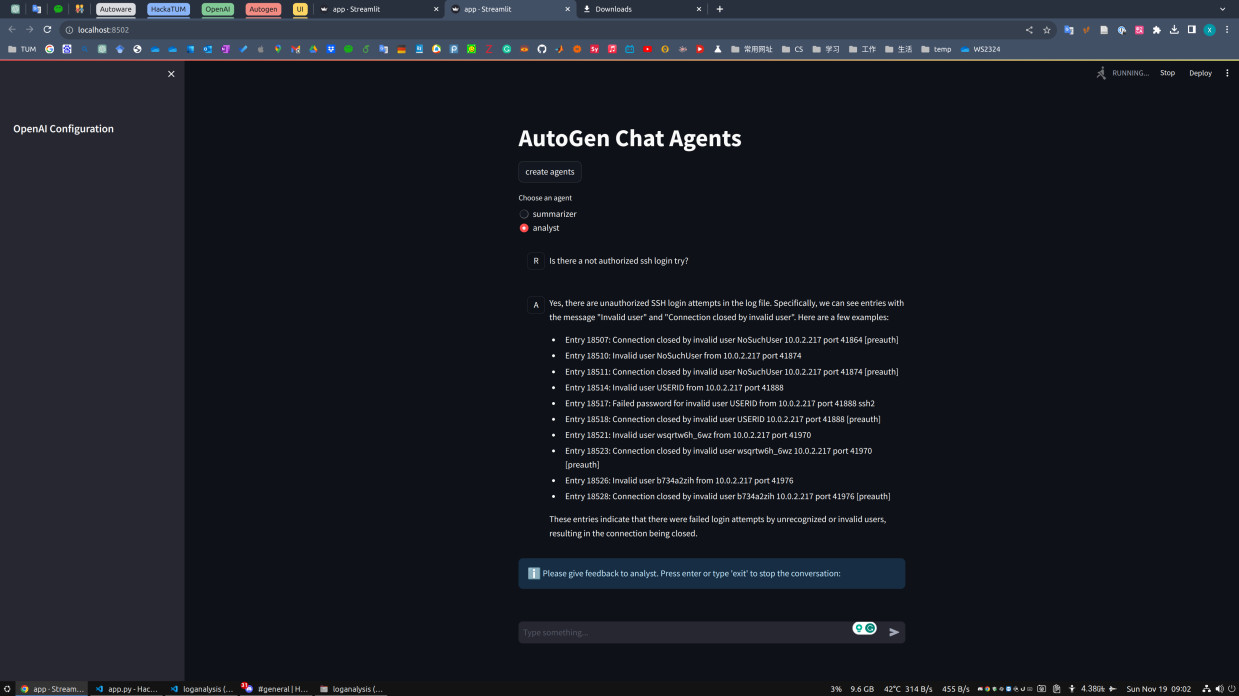 Autoware HackaTUM OpenAI Autogen UI app · Streamlit app · Streamlit Downloads
localhost:8502
TUM 常用网址 CS 学习 工作 生活 temp WS2324
RUNNING... Stop Deploy
OpenAI Configuration
AutoGen Chat Agents
create agents
Choose an agent
summarizer
analyst
R Is there a not authorized ssh login try?
A Yes, there are unauthorized SSH login attempts in the log file. Specifically, we can see entries with
the message "Invalid user" and "Connection closed by invalid user". Here are a few examples:
• Entry 18507: Connection closed by invalid user NoSuchUser 10.0.2.217 port 41864 [preauth]
• Entry 18510: Invalid user NoSuchUser from 10.0.2.217 port 41874
• Entry 18511: Connection closed by invalid user NoSuchUser 10.0.2.217 port 41874 [preauth]
• Entry 18514: Invalid user USERID from 10.0.2.217 port 41888
• Entry 18517: Failed password for invalid user USERID from 10.0.2.217 port 41888 ssh2
• Entry 18518: Connection closed by invalid user USERID 10.0.2.217 port 41888 [preauth]
• Entry 18521: Invalid user wsqrtw6h_6wz from 10.0.2.217 port 41970
• Entry 18523: Connection closed by invalid user wsqrtw6h_6wz 10.0.2.217 port 41970
[preauth]
• Entry 18526: Invalid user b734a2zih from 10.0.2.217 port 41976
• Entry 18528: Connection closed by invalid user b734a2zih 10.0.2.217 port 41976 [preauth]
These entries indicate that there were failed login attempts by unrecognized or invalid users,
resulting in the connection being closed.
Please give feedback to analyst. Press enter or type 'exit' to stop the conversation:
Type something...
app - Stream... app.py - Hac... loganalysis (... 31 #general | H... loganalysis (... 3% 9.6 GB 42°C 314 B/s 455 B/s Sun Nov 19 09:02